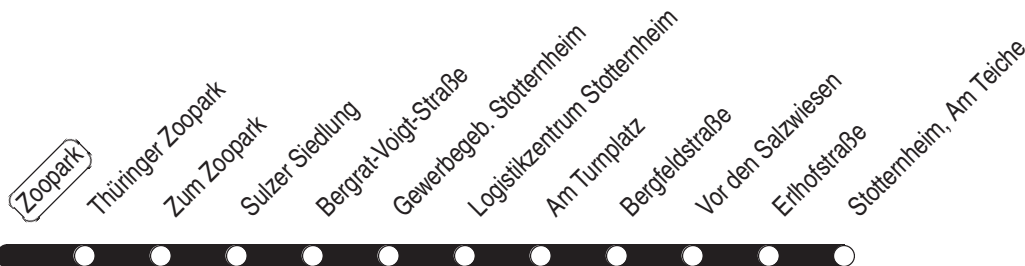 Zoopark
Thüringer Zoopark
Zum Zoopark
Sulzer Siedlung
Bergrat-Voigt-Straße
Gewerbegeb. Stotternheim
Logistikzentrum Stotternheim
Am Turnplatz
Bergfeldstraße
Vor den Salzwiesen
Erlhofstraße
Stotternheim, Am Teiche